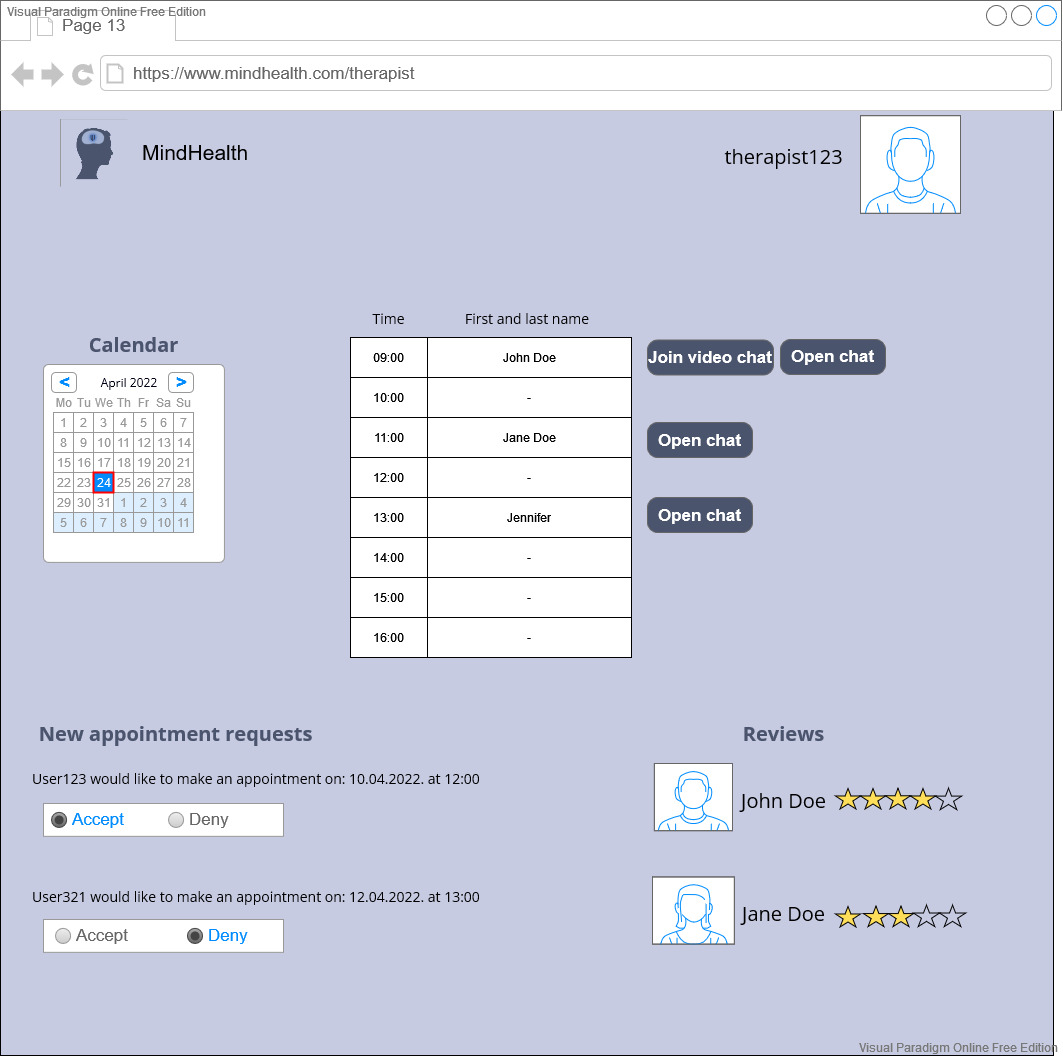 Visual Paradigm Online Free Edition
Page 13
https://www.mindhealth.com/therapist
MindHealth
therapist123
Time First and last name
Calendar
< April 2022 >
Mo Tu We Th Fr Sa Su
1 2 3 4 5 6 7
8 9 10 11 12 13 14
15 16 17 18 19 20 21
22 23 24 25 26 27 28
29 30 31 1 2 3 4
5 6 7 8 9 10 11
09:00 John Doe Join video chat Open chat
10:00 -
11:00 Jane Doe Open chat
12:00 -
13:00 Jennifer Open chat
14:00 -
15:00 -
16:00 -
New appointment requests
User123 would like to make an appointment on: 10.04.2022. at 12:00
Accept Deny
User321 would like to make an appointment on: 12.04.2022. at 13:00
Accept Deny
Reviews
John Doe
Jane Doe
Visual Paradigm Online Free Edition